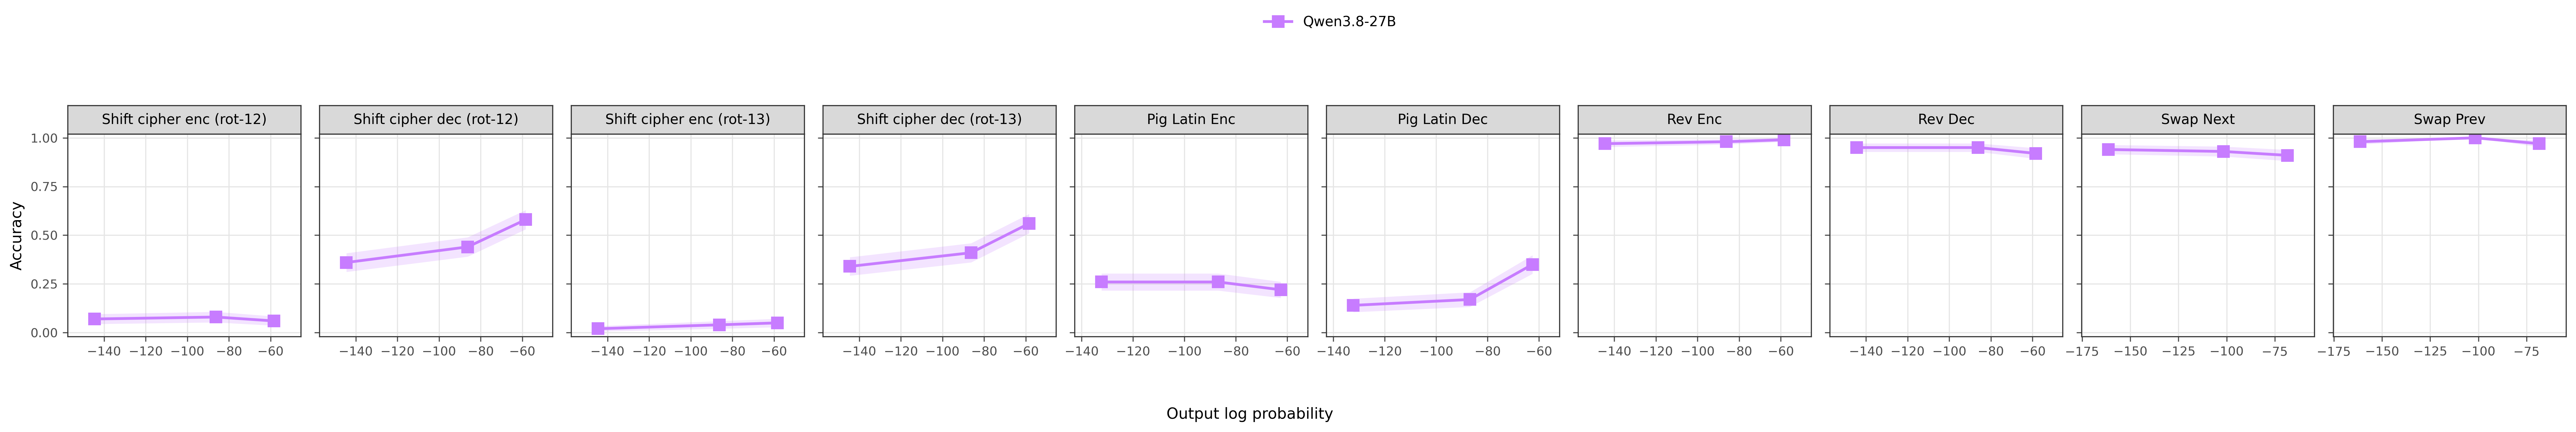 Qwen3.8-27B
Shift cipher enc (rot-12) Shift cipher dec (rot-12) Shift cipher enc (rot-13) Shift cipher dec (rot-13) Pig Latin Enc Pig Latin Dec Rev Enc Rev Dec Swap Next Swap Prev
1.00
0.75
0.50
0.25
0.00
Accuracy
−140 −120 −100 −80 −60 −140 −120 −100 −80 −60 −140 −120 −100 −80 −60 −140 −120 −100 −80 −60 −140 −120 −100 −80 −60 −140 −120 −100 −80 −60 −140 −120 −100 −80 −60 −140 −120 −100 −80 −60 −175 −150 −125 −100 −75 −175 −150 −125 −100 −75
Output log probability